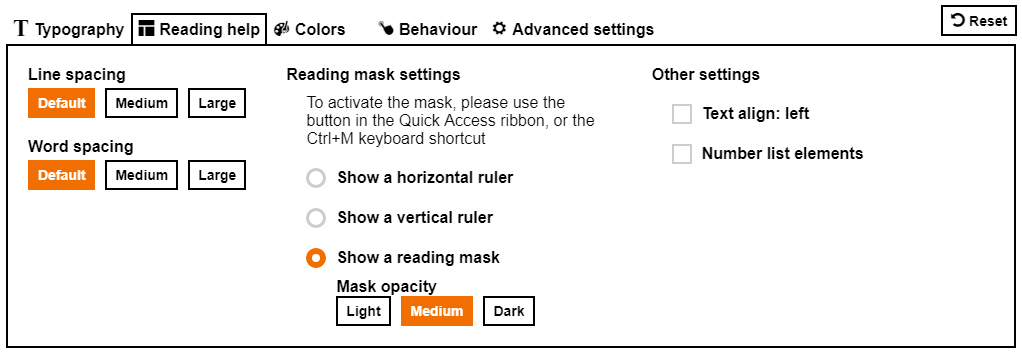 T Typography
Reading help
Colors
Behaviour
Advanced settings
Reset
Line spacing
Default
Medium
Large
Word spacing
Default
Medium
Large
Reading mask settings
To activate the mask, please use the
button in the Quick Access ribbon, or the
Ctrl+M keyboard shortcut
Show a horizontal ruler
Show a vertical ruler
Show a reading mask
Mask opacity
Light
Medium
Dark
Other settings
Text align: left
Number list elements